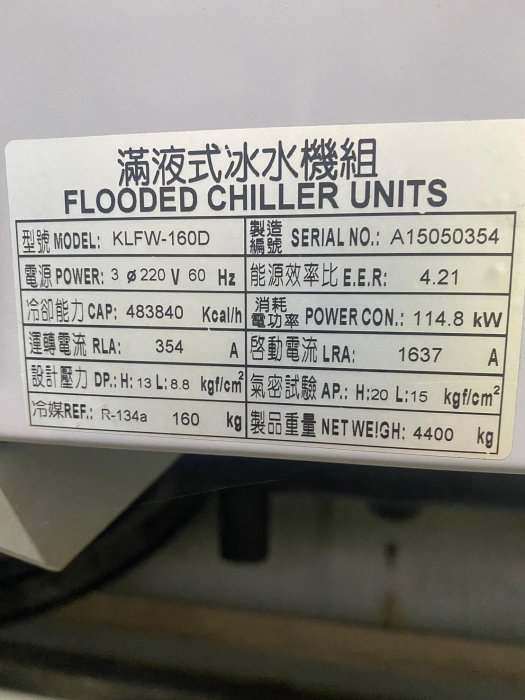 滿液式冰水機組
FLOODED CHILLER UNITS
型號 MODEL: KLFW-160D 製造編號 SERIAL NO.: A15050354
電源 POWER: 3 ø 220 V 60 Hz 能源效率比 E.E.R: 4.21
冷卻能力 CAP: 483840 Kcal/h 消耗電功率 POWER CON.: 114.8 kW
運轉電流 RLA: 354 A 啓動電流 LRA: 1637 A
設計壓力 DP.: H: 13 L: 8.8 kgf/cm² 氣密試驗 AP.: H:20 L:15 kgf/cm²
冷媒REF.: R-134a 160 kg 製品重量 NET WEIGH: 4400 kg